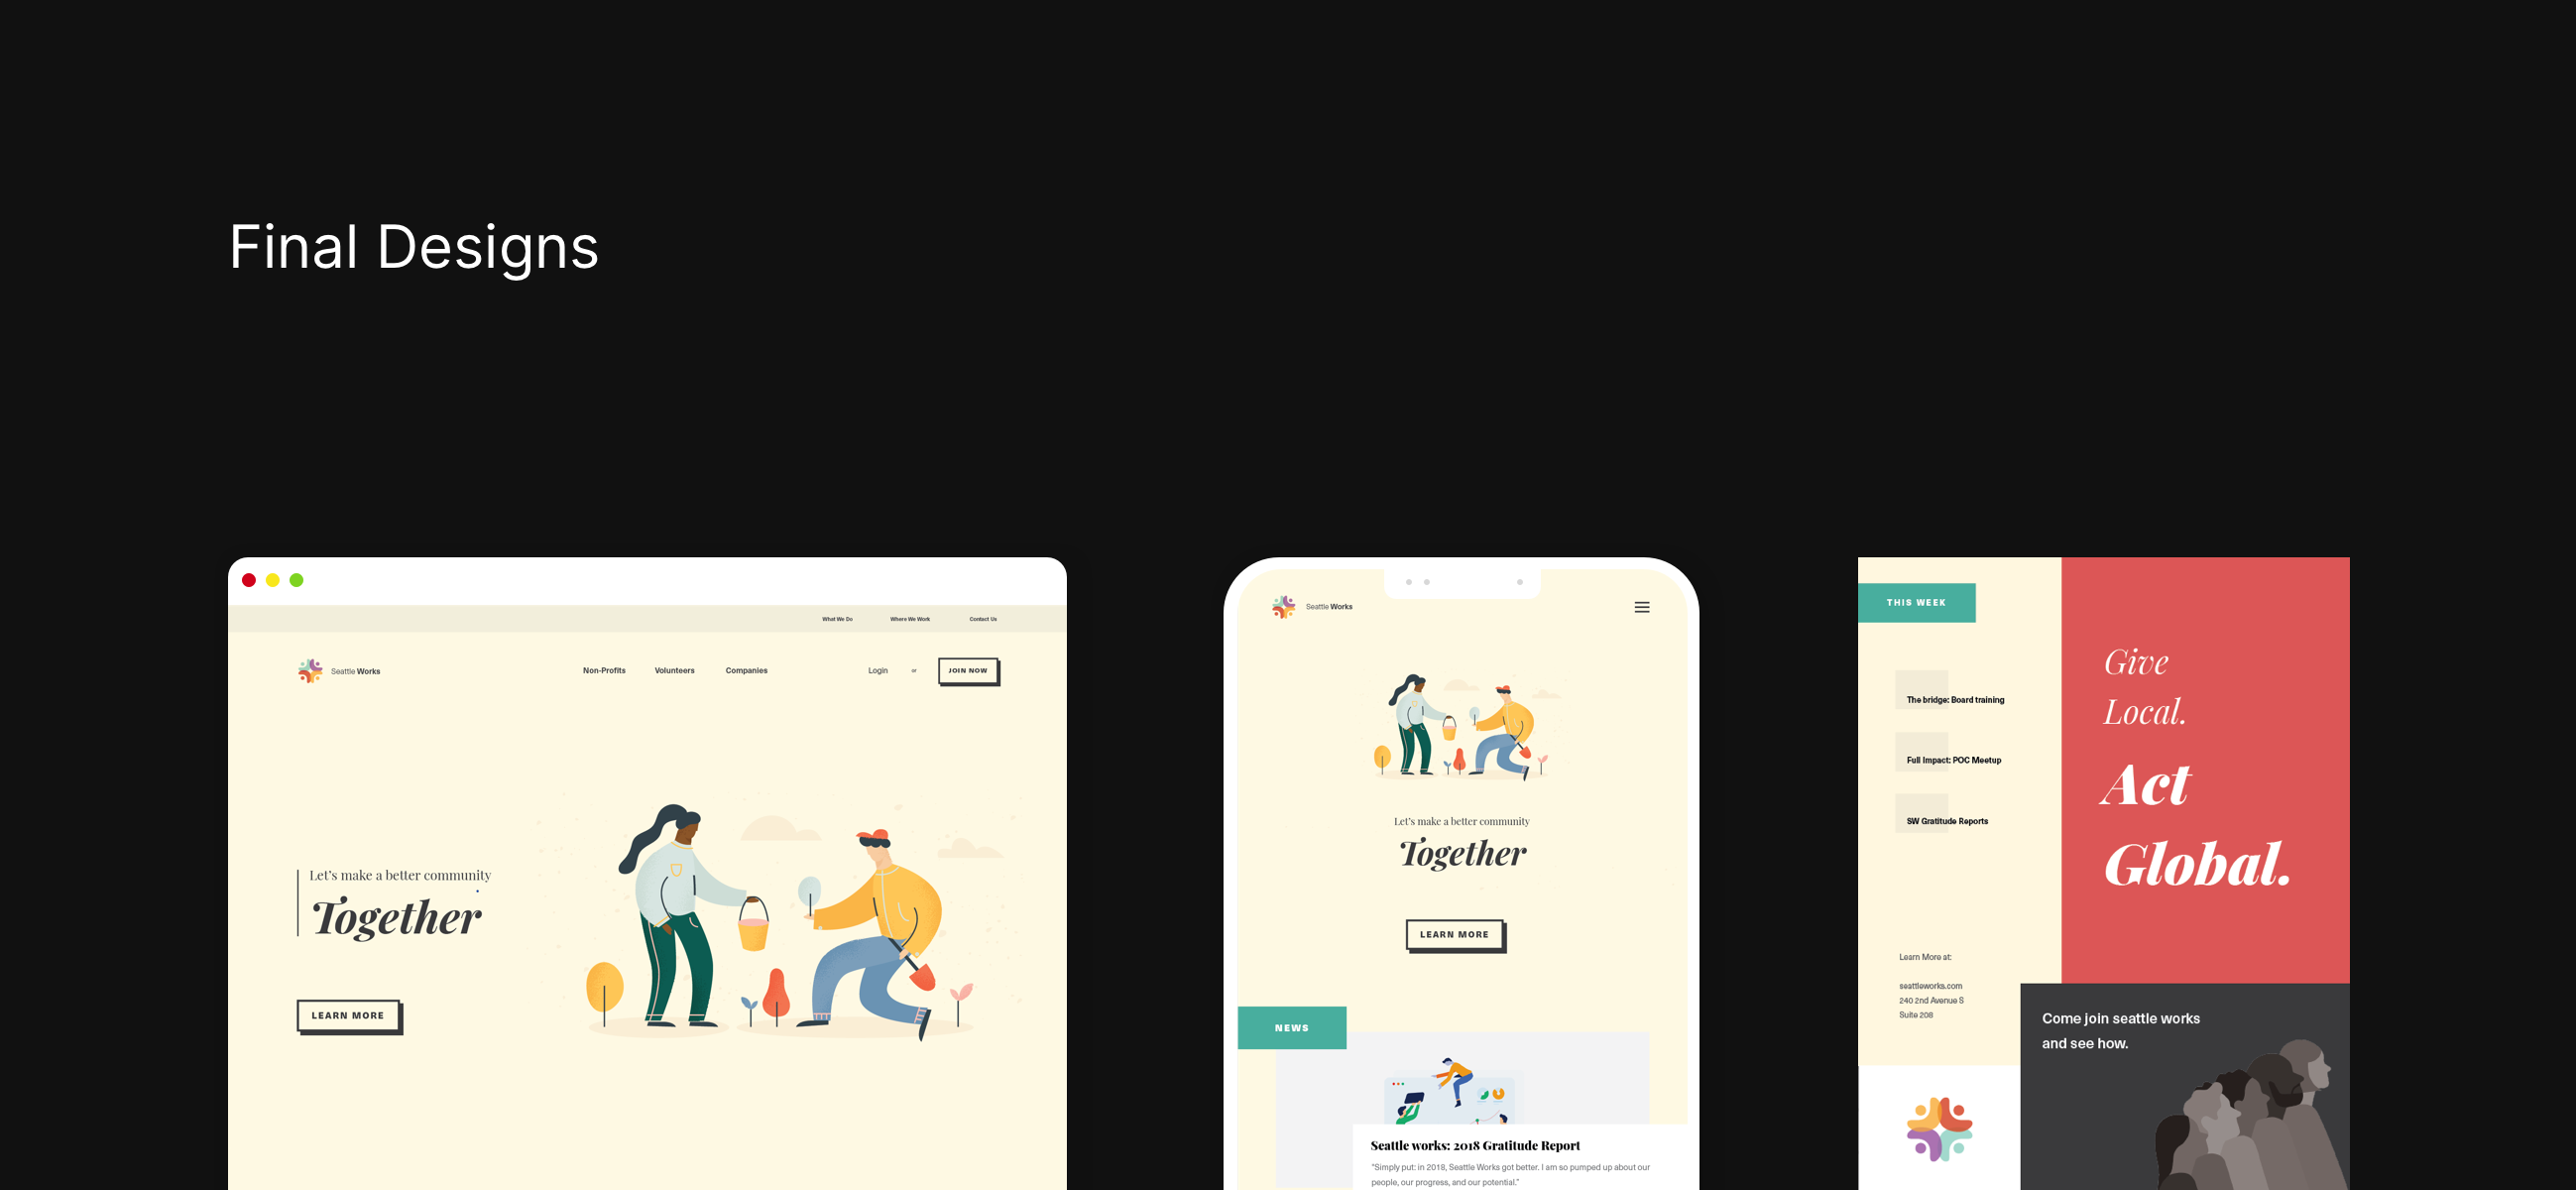 Final Designs
What We Do
Where We Work
Contact Us
Seattle Works
Non-Profits
Volunteers
Companies
Login
or
JOIN NOW
Let's make a better community
Together
LEARN MORE
Seattle Works
Let's make a better community
Together
LEARN MORE
NEWS
Seattle works: 2018 Gratitude Report
"Simply put: in 2018, Seattle Works got better. I am so pumped up about our
people, our progress, and our potential."
THIS WEEK
The bridge: Board training
Full Impact: POC Meetup
SW Gratitude Reports
Learn More at:
seattleworks.com
240 2nd Avenue S
Suite 208
Give
Local.
Act
Global.
Come join seattle works
and see how.